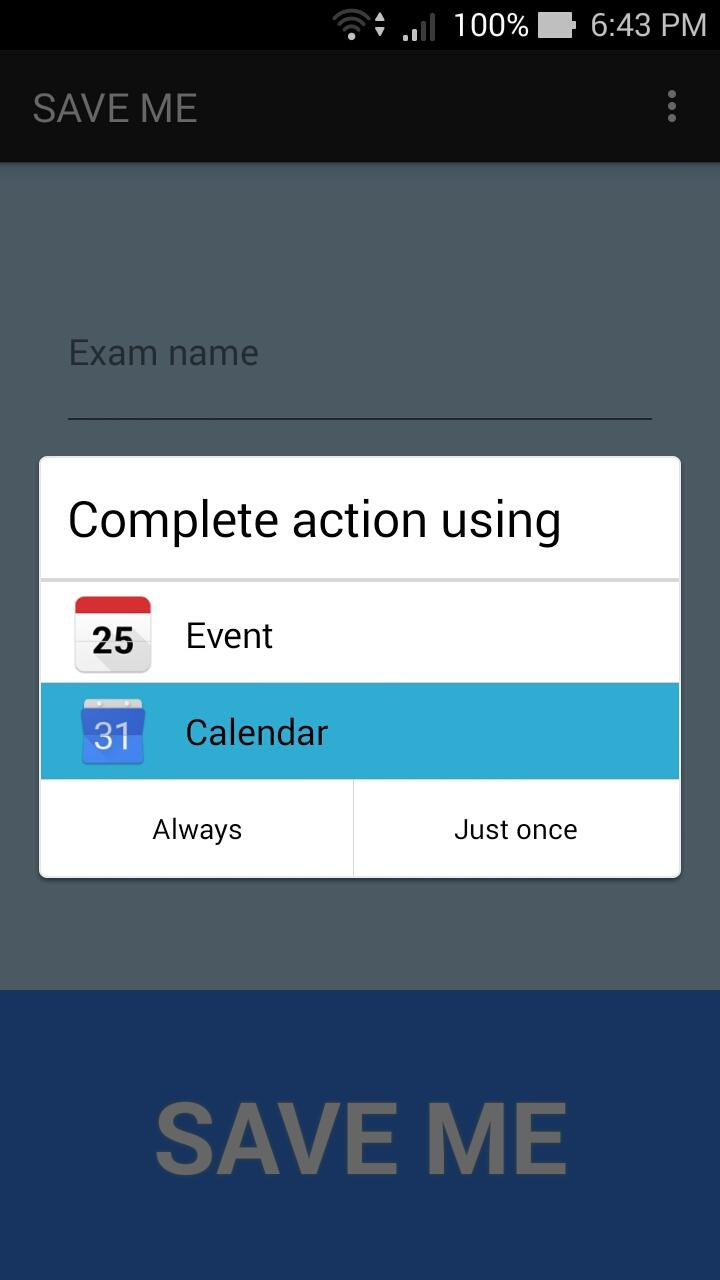 100% 6:43 PM
SAVE ME
Exam name
Complete action using
25 Event
31 Calendar
Always Just once
SAVE ME